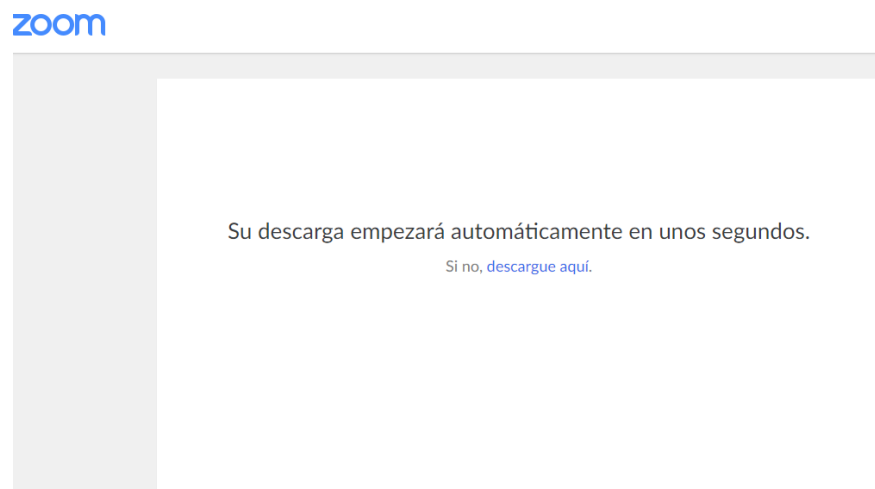 zoom
Su descarga empezará automáticamente en unos segundos.
Si no, descargue aquí.